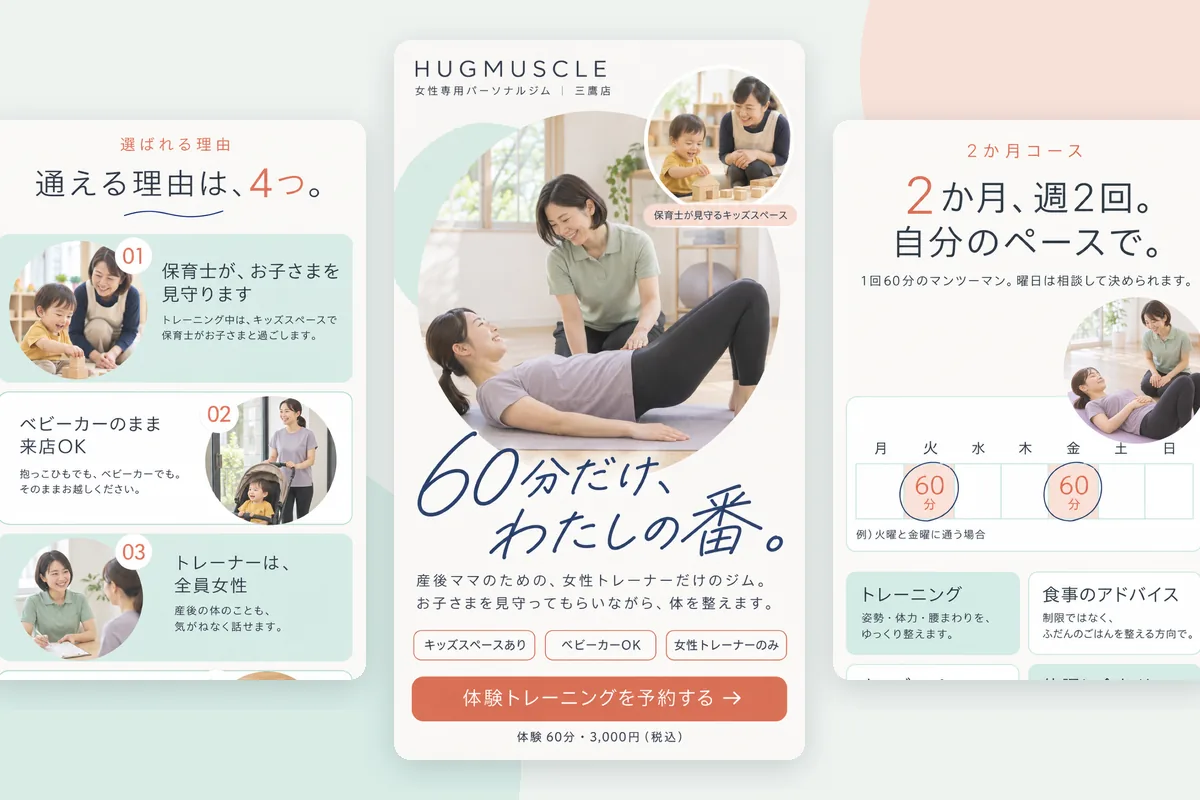 選ばれる理由
通える理由は、4つ。
01
保育士が、お子さまを
見守ります
トレーニング中は、キッズスペースで
保育士がお子さまと過ごします。
02
ベビーカーのまま
来店OK
抱っこひもでも、ベビーカーでも。
そのままお越しください。
03
トレーナーは、
全員女性
産後の体のことも、
気がねなく話せます。
HUGMUSCLE
女性専用パーソナルジム | 三鷹店
保育士が見守るキッズスペース
60分だけ、
わたしの番。
産後ママのための、女性トレーナーだけのジム。
お子さまを見守ってもらいながら、体を整えます。
キッズスペースあり
ベビーカーOK
女性トレーナーのみ
体験トレーニングを予約する →
体験 60分・3,000円(税込)
2か月コース
2か月、週2回。
自分のペースで。
1回60分のマンツーマン。曜日は相談して決められます。
月 火 水 木 金 土 日
60分
60分
例)火曜と金曜に通う場合
トレーニング
姿勢・体力・腰まわりを、
ゆっくり整えます。
食事のアドバイス
制限ではなく、
ふだんのごはんを整える方向で。